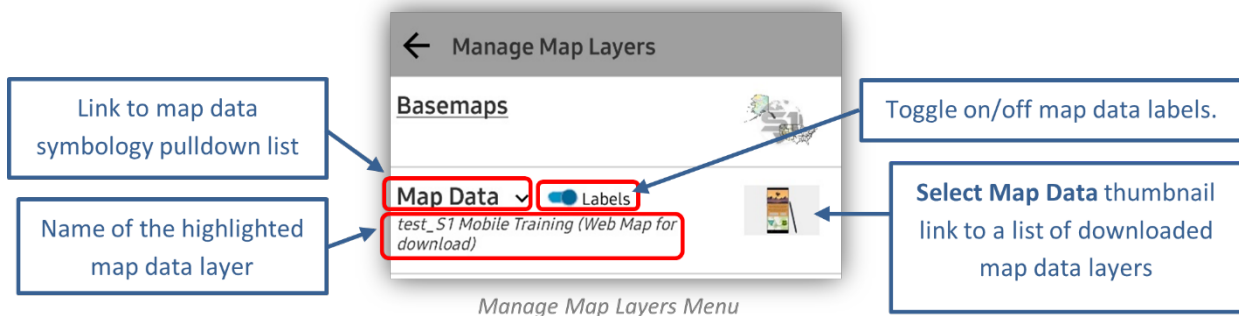 Manage Map Layers
Link to map data
symbology pulldown list
Basemaps
S1
Toggle on/off map data labels.
Map Data
Labels
test_S1 Mobile Training (Web Map for
download)
Name of the highlighted
map data layer
Select Map Data thumbnail
link to a list of downloaded
map data layers
Manage Map Layers Menu